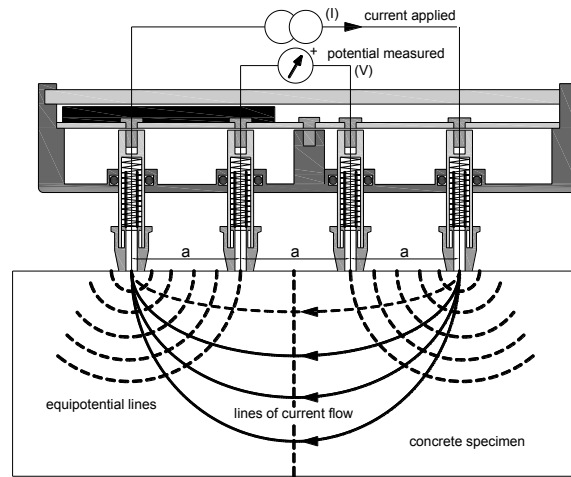 (I) current applied
+ potential measured
(V)
a a a
equipotential lines
lines of current flow
concrete specimen